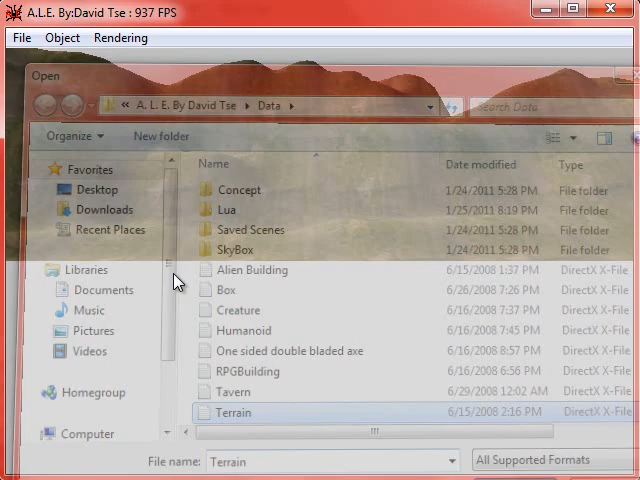 A.L.E. By:David Tse : 937 FPS
File Object Rendering
Open
« A. L. E. By David Tse Data Search Data
Organize New folder
Name Date modified Type
Favorites
Desktop
Downloads
Recent Places
Libraries
Documents
Music
Pictures
Videos
Homegroup
Computer
Concept 1/24/2011 5:28 PM File folder
Lua 1/25/2011 8:19 PM File folder
Saved Scenes 1/24/2011 5:28 PM File folder
SkyBox 1/24/2011 5:28 PM File folder
Alien Building 6/15/2008 1:37 PM DirectX X-File
Box 6/26/2008 7:26 PM DirectX X-File
Creature 6/16/2008 7:37 PM DirectX X-File
Humanoid 6/16/2008 7:45 PM DirectX X-File
One sided double bladed axe 6/16/2008 8:57 PM DirectX X-File
RPGBuilding 6/16/2008 6:56 PM DirectX X-File
Tavern 6/29/2008 12:02 AM DirectX X-File
Terrain 6/15/2008 2:16 PM DirectX X-File
File name: Terrain All Supported Formats